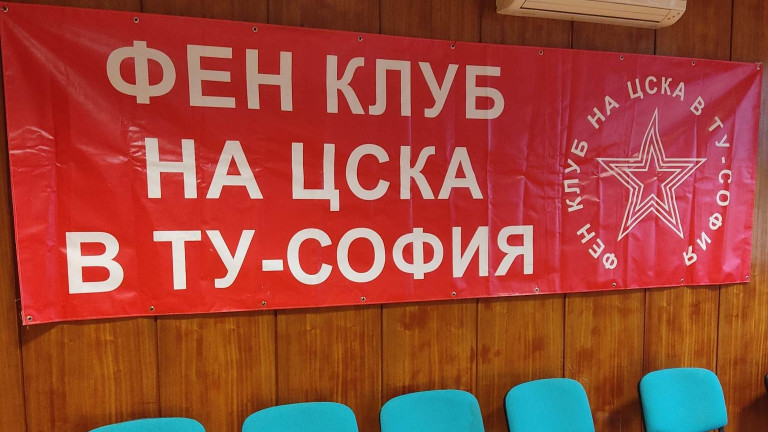 ФЕН КЛУБ
НА ЦСКА
В ТУ-СОФИЯ
ФЕН КЛУБ НА ЦСКА В ТУ-СОФИЯ